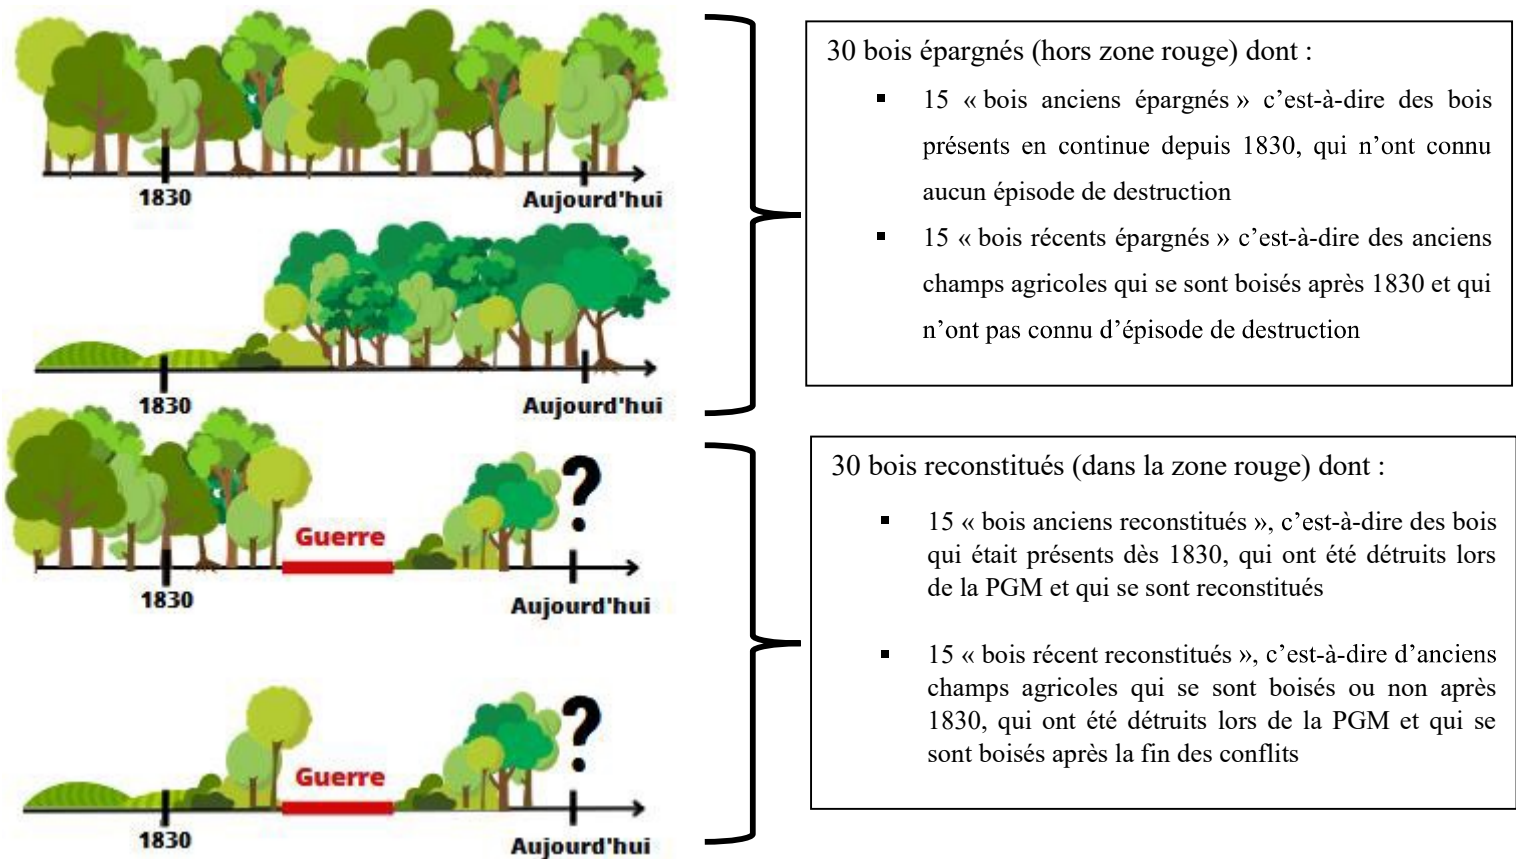 1830
Aujourd'hui
1830
Aujourd'hui
30 bois épargnés (hors zone rouge) dont :
▪ 15 « bois anciens épargnés » c’est-à-dire des bois
présents en continue depuis 1830, qui n’ont connu
aucun épisode de destruction
▪ 15 « bois récents épargnés » c’est-à-dire des anciens
champs agricoles qui se sont boisés après 1830 et qui
n’ont pas connu d’épisode de destruction
Guerre
?
1830
Aujourd'hui
Guerre
?
1830
Aujourd'hui
30 bois reconstitués (dans la zone rouge) dont :
▪ 15 « bois anciens reconstitués », c’est-à-dire des bois
qui était présents dès 1830, qui ont été détruits lors
de la PGM et qui se sont reconstitués
▪ 15 « bois récent reconstitués », c’est-à-dire d’anciens
champs agricoles qui se sont boisés ou non après
1830, qui ont été détruits lors de la PGM et qui se
sont boisés après la fin des conflits